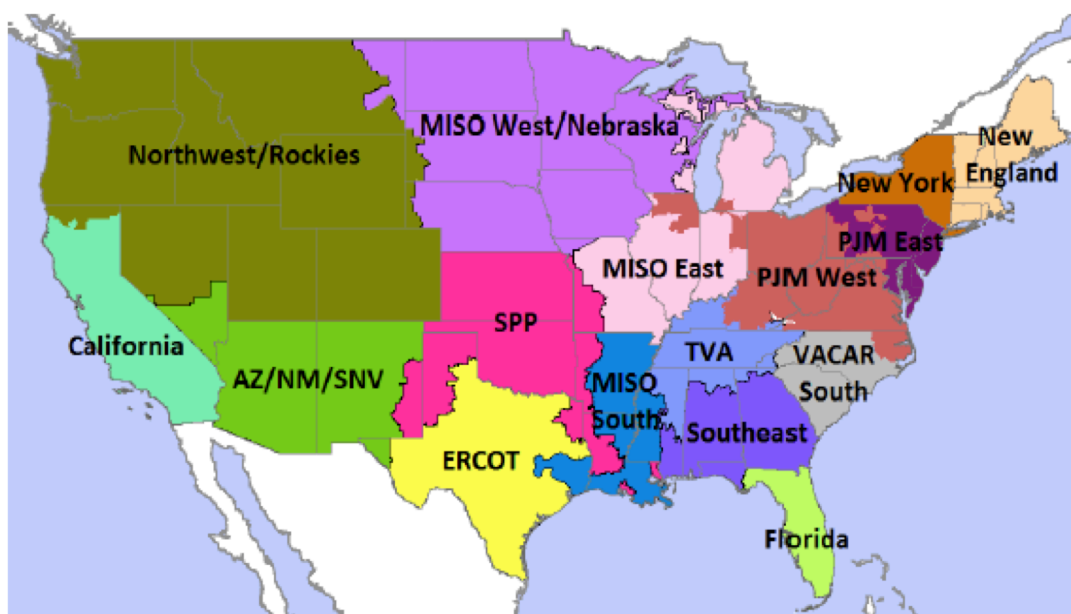 Northwest/Rockies
MISO West/Nebraska
New
England
New York
PJM East
MISO East
PJM West
SPP
California
AZ/NM/SNV
TVA
VACAR
South
MISO
South
Southeast
ERCOT
Florida